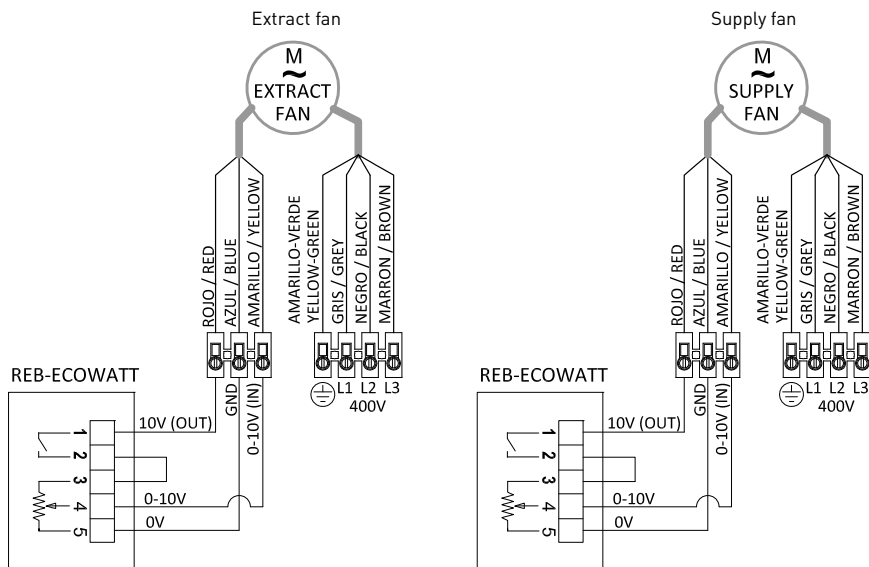 Extract fan
M
~
EXTRACT
FAN
ROJO / RED
AZUL / BLUE
AMARILLO / YELLOW
AMARILLO-VERDE
YELLOW-GREEN
GRIS / GREY
NEGRO / BLACK
MARRON / BROWN
L1 L2 L3
400V
REB-ECOWATT
GND
0-10V (IN)
10V (OUT)
1
2
3
4
5
0-10V
0V
Supply fan
M
~
SUPPLY
FAN
ROJO / RED
AZUL / BLUE
AMARILLO / YELLOW
AMARILLO-VERDE
YELLOW-GREEN
GRIS / GREY
NEGRO / BLACK
MARRON / BROWN
L1 L2 L3
400V
REB-ECOWATT
GND
0-10V (IN)
10V (OUT)
1
2
3
4
5
0-10V
0V